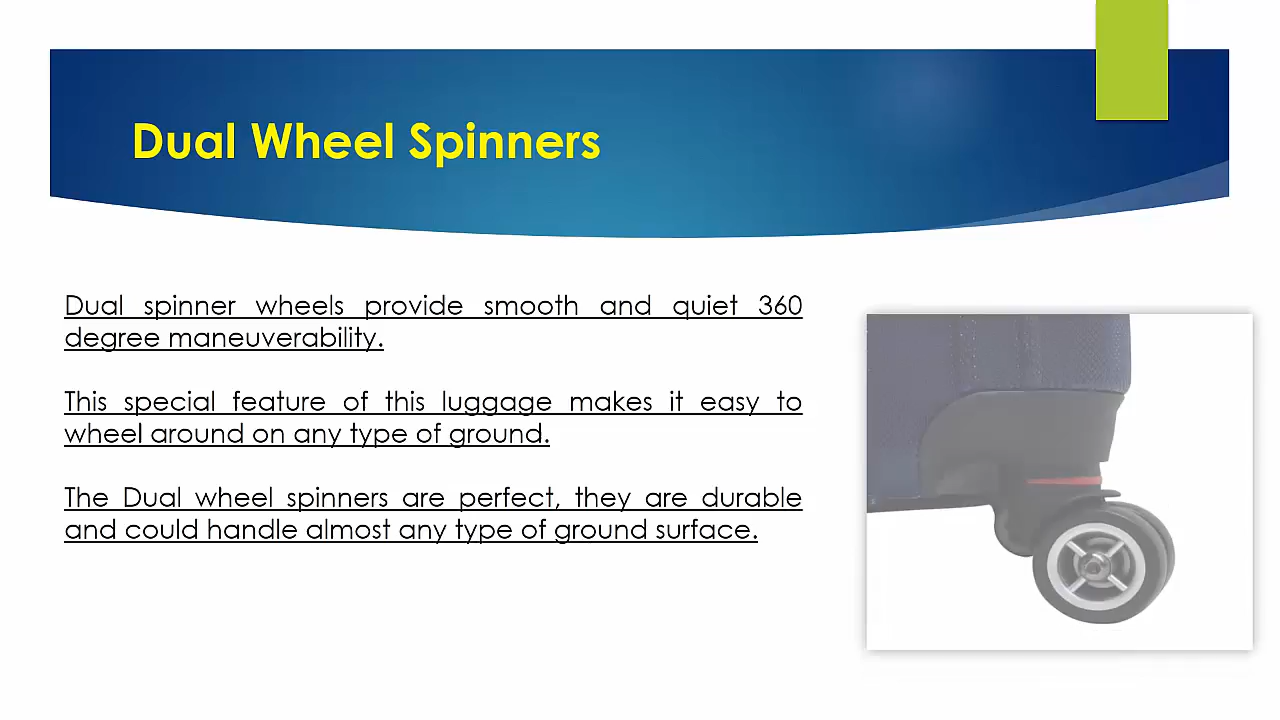 Dual Wheel Spinners
Dual spinner wheels provide smooth and quiet 360
degree maneuverability.
This special feature of this luggage makes it easy to
wheel around on any type of ground.
The Dual wheel spinners are perfect, they are durable
and could handle almost any type of ground surface.